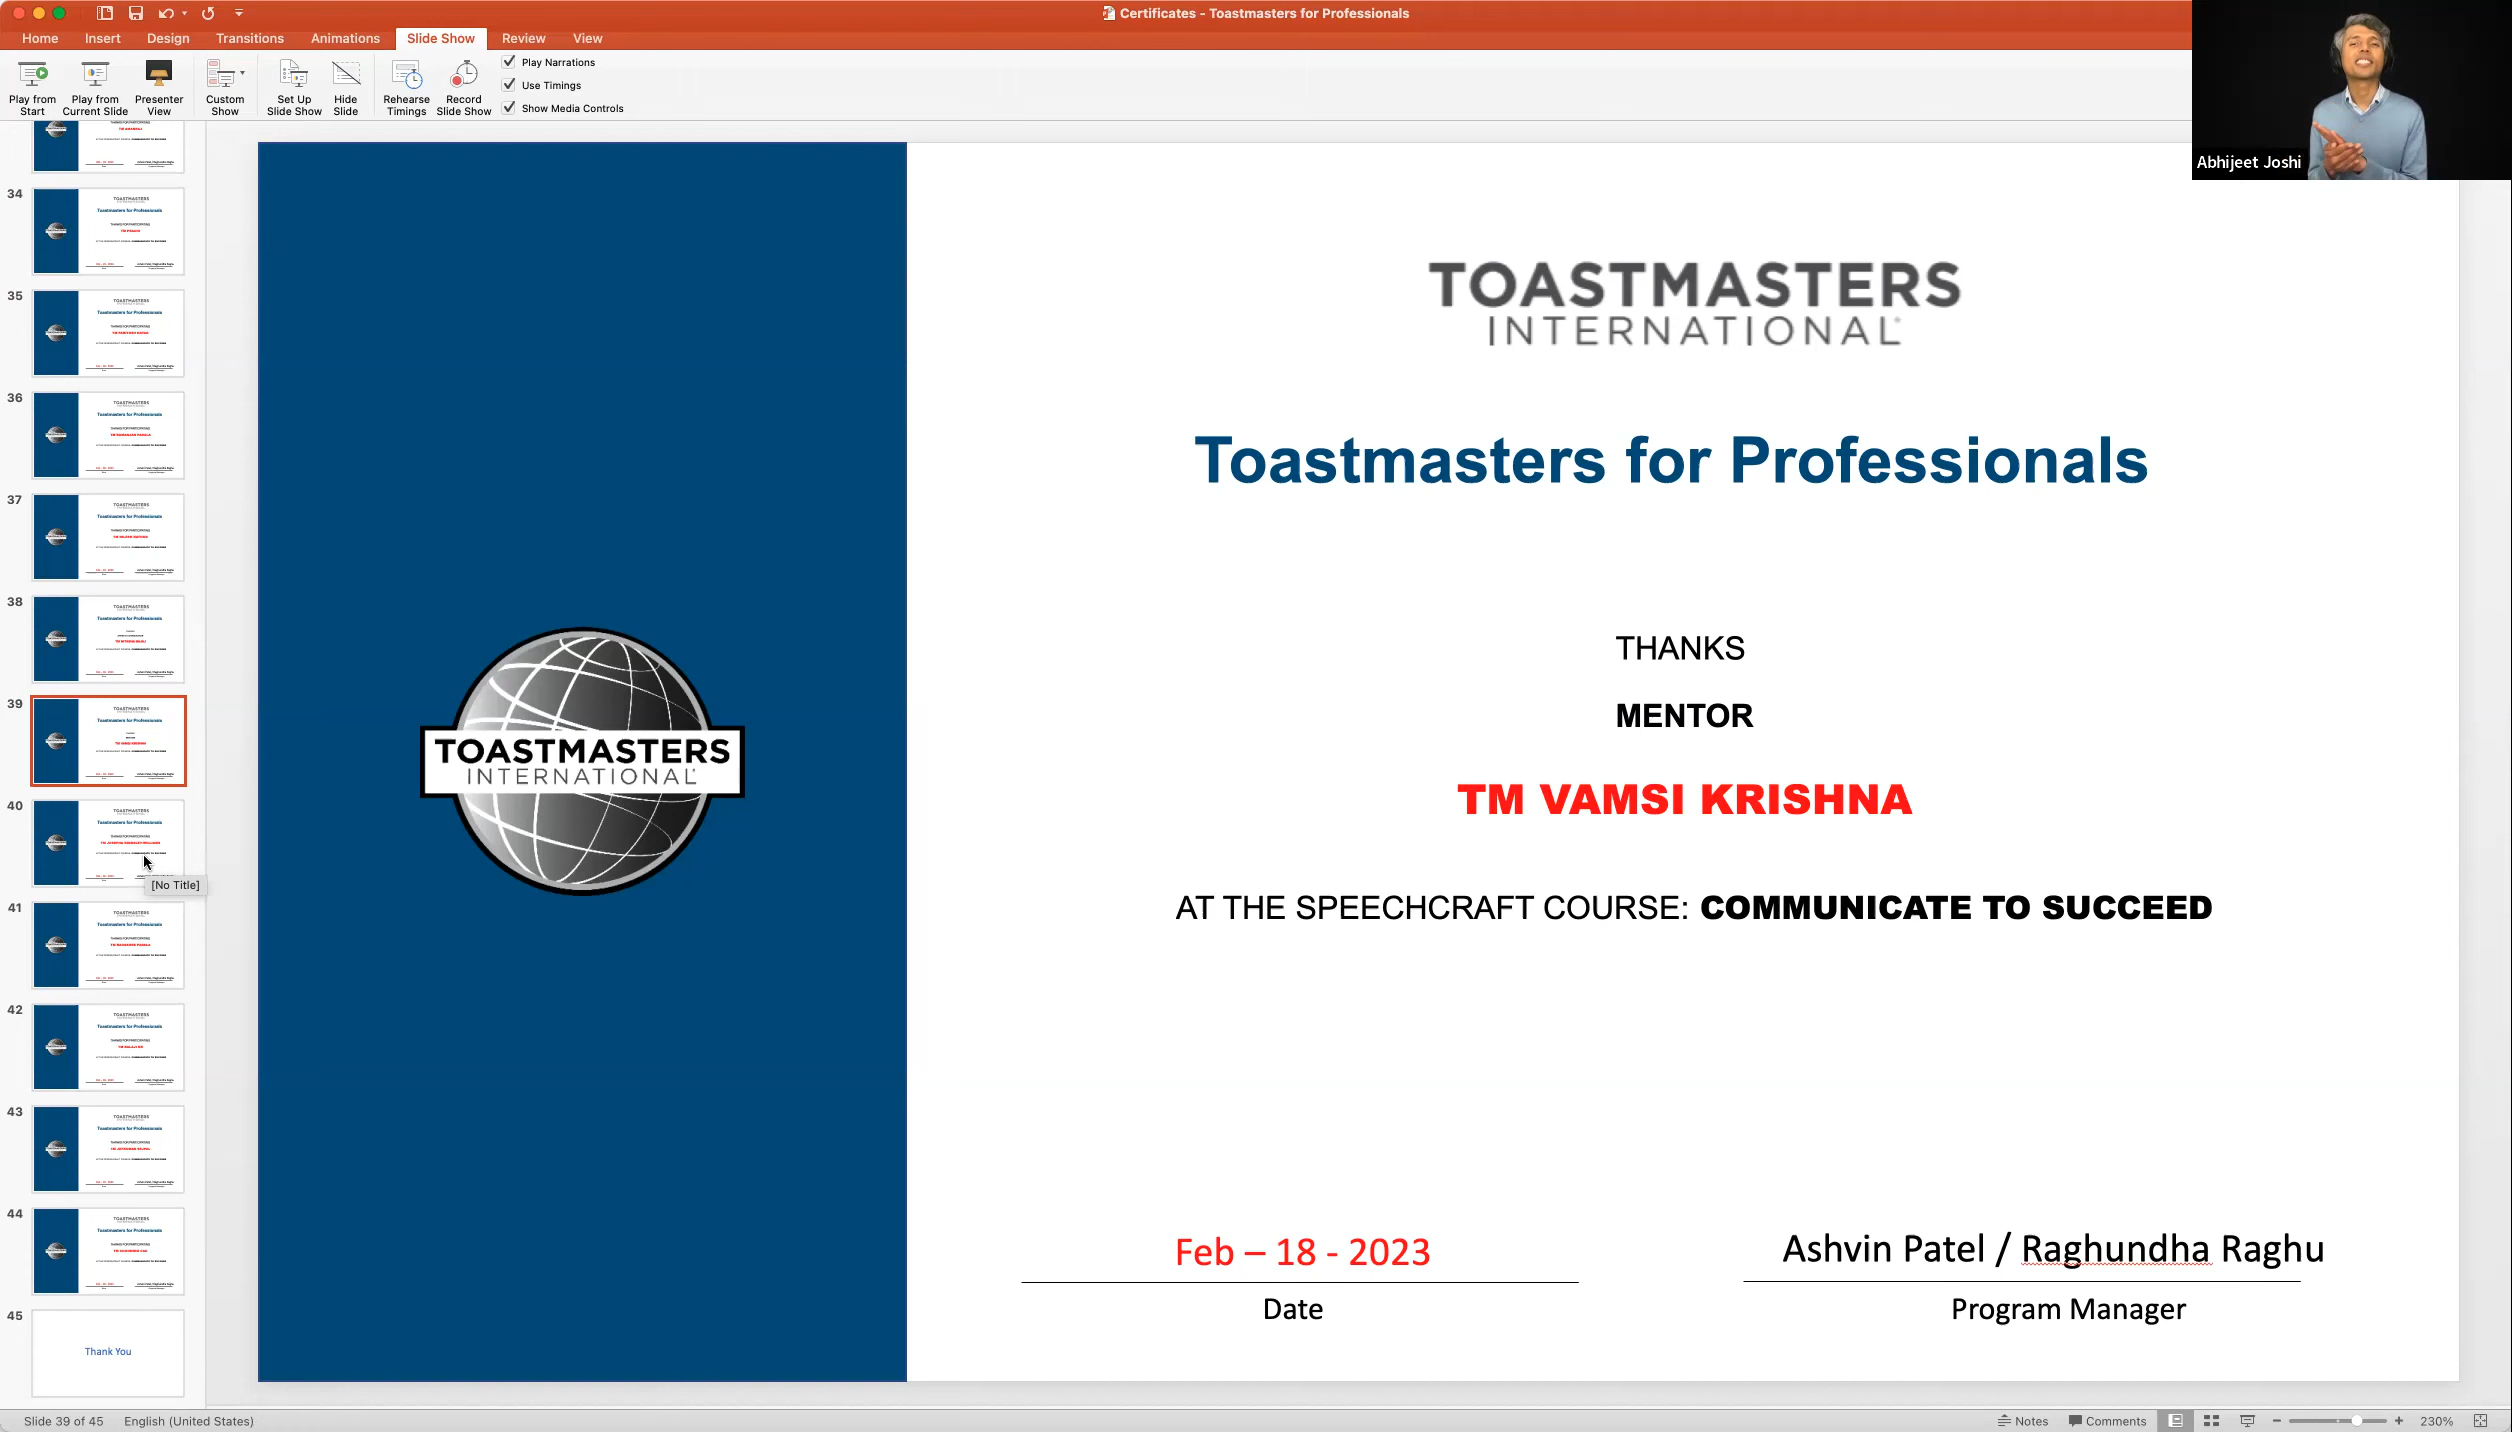 Certificates - Toastmasters for Professionals
Home Insert Design Transitions Animations Slide Show Review View
Play from Start
Play from Current Slide
Presenter View
Custom Show
Set Up Slide Show
Hide Slide
Rehearse Timings
Record Slide Show
Play Narrations
Use Timings
Show Media Controls
Abhijeet Joshi
34
35
36
37
38
39
40
[No Title]
41
42
43
44
45
Thank You
TOASTMASTERS
INTERNATIONAL
TOASTMASTERS
INTERNATIONAL
Toastmasters for Professionals
THANKS
MENTOR
TM VAMSI KRISHNA
AT THE SPEECHCRAFT COURSE: COMMUNICATE TO SUCCEED
Feb – 18 - 2023
Date
Ashvin Patel / Raghundha Raghu
Program Manager
Slide 39 of 45 English (United States)
Notes Comments 230%